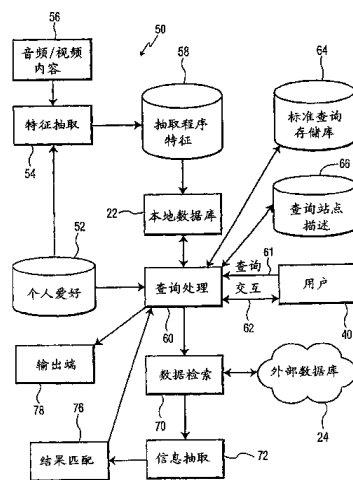 56
50
音频/视频
内容
58
64
特征抽取
54
抽取程序
特征
标准查询
存储库
66
22
本地数据库
查询站点
描述
52
个人爱好
查询处理
60
查询
61
交互
62
用户
40
输出端
78
数据检索
70
外部数据库
24
76
结果匹配
信息抽取
72